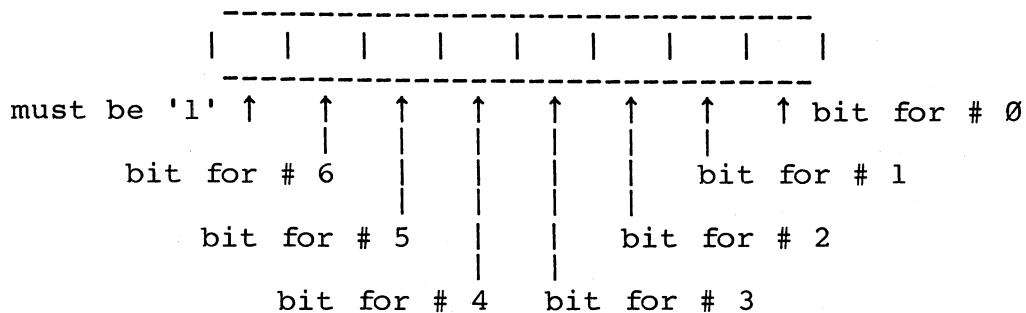 must be '1' ↑ ↑ ↑ ↑ ↑ ↑ ↑ ↑ bit for # Ø
bit for # 6 bit for # 1
bit for # 5 bit for # 2
bit for # 4 bit for # 3